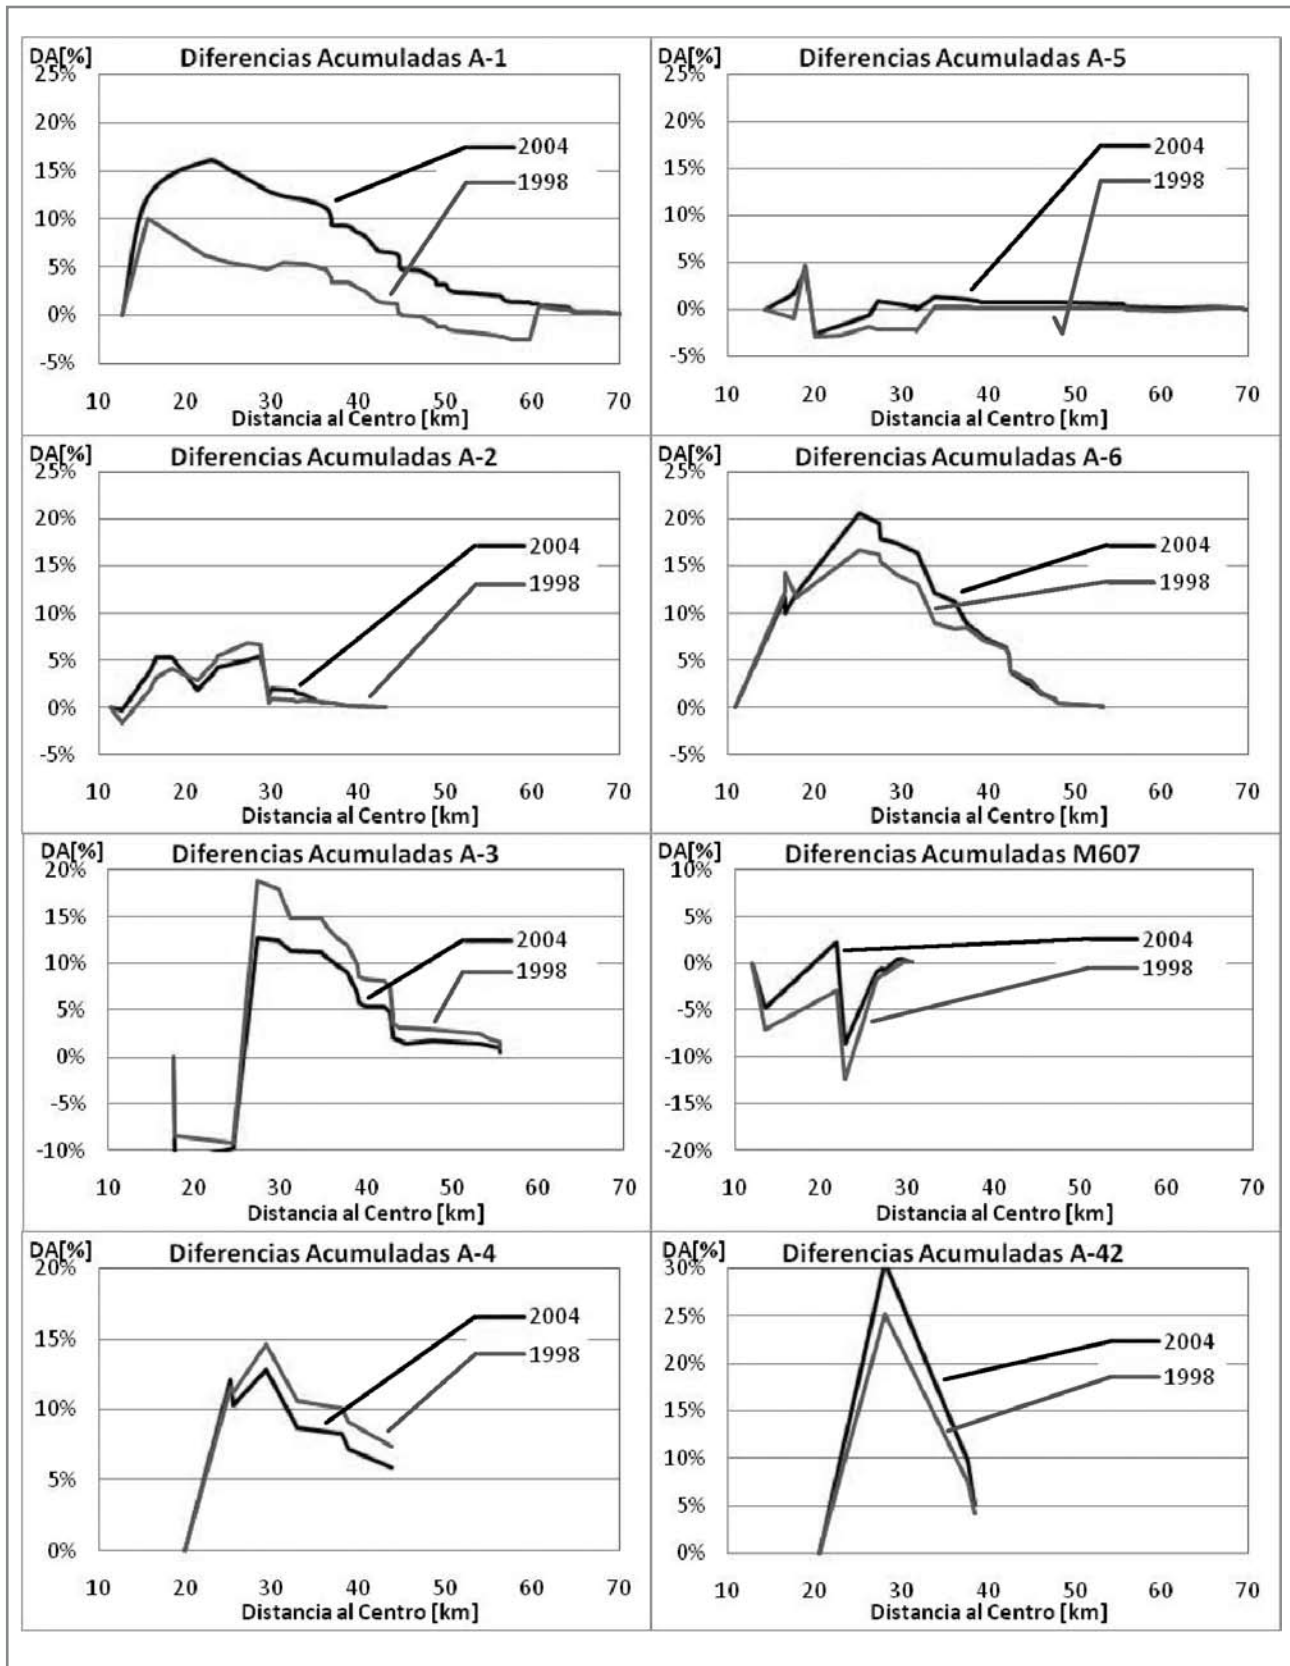 DA[%] Diferencias Acumuladas A-1
25%
20%
15%
10%
5%
0%
-5%
2004
1998
10 20 30 40 50 60 70
Distancia al Centro [km]
DA[%] Diferencias Acumuladas A-5
25%
20%
15%
10%
5%
0%
-5%
2004
1998
10 20 30 40 50 60 70
Distancia al Centro [km]
DA[%] Diferencias Acumuladas A-2
25%
20%
15%
10%
5%
0%
-5%
2004
1998
10 20 30 40 50 60 70
Distancia al Centro [km]
DA[%] Diferencias Acumuladas A-6
25%
20%
15%
10%
5%
0%
-5%
2004
1998
10 20 30 40 50 60 70
Distancia al Centro [km]
DA[%] Diferencias Acumuladas A-3
20%
15%
10%
5%
0%
-5%
-10%
2004
1998
10 20 30 40 50 60 70
Distancia al Centro [km]
DA[%] Diferencias Acumuladas M607
10%
5%
0%
-5%
-10%
-15%
-20%
2004
1998
10 20 30 40 50 60 70
Distancia al Centro [km]
DA[%] Diferencias Acumuladas A-4
20%
15%
10%
5%
0%
2004
1998
10 20 30 40 50 60 70
Distancia al Centro [km]
DA[%] Diferencias Acumuladas A-42
30%
25%
20%
15%
10%
5%
0%
2004
1998
10 20 30 40 50 60 70
Distancia al Centro [km]